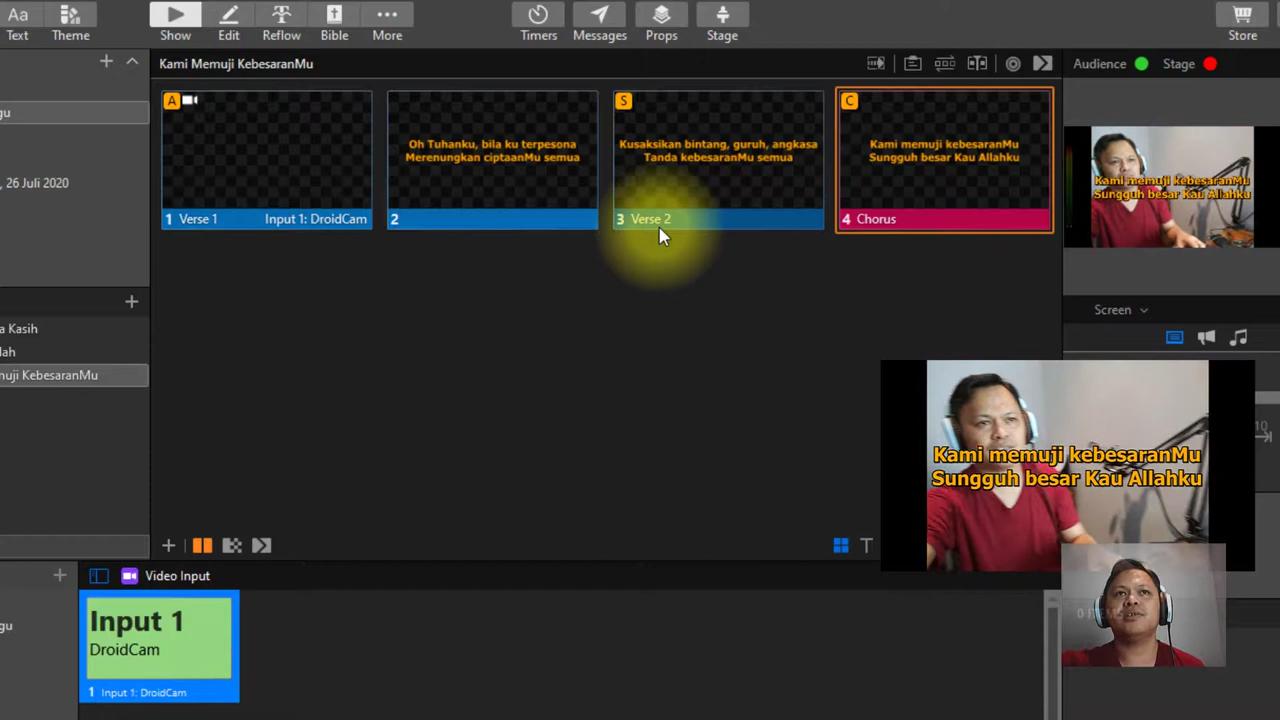 Aa
Text
Theme
Show
Edit
Reflow
Bible
More
Timers
Messages
Props
Stage
Store
Kami Memuji KebesaranMu
Audience
Stage
gu
, 26 Juli 2020
a Kasih
lah
nuji KebesaranMu
A
1 Verse 1 Input 1: DroidCam
Oh Tuhanku, bila ku terpesona
Merenungkan ciptaanMu semua
2
S
Kusaksikan bintang, guruh, angkasa
Tanda kebesaranMu semua
3 Verse 2
C
Kami memuji kebesaranMu
Sungguh besar Kau Allahku
4 Chorus
Kami memuji kebesaranMu
Sungguh besar Kau Allahku
Screen
10
Kami memuji kebesaranMu
Sungguh besar Kau Allahku
T
Video Input
gu
Input 1
DroidCam
1 Input 1: DroidCam
0 ITEMS